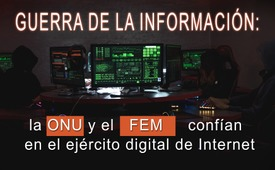 GUERRA DE LA INFORMACIÓN:
la ONU y el FEM confían
en el ejército digital de Internet